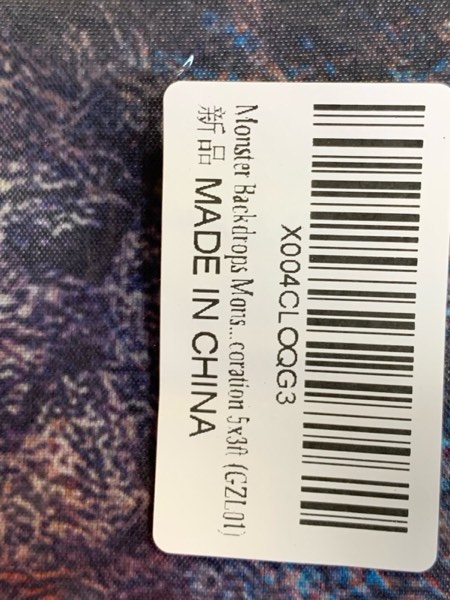 X004CLOQG3
Monster Backdrops Mons...coration 5x3ft (GZL01)
新品 MADE IN CHINA